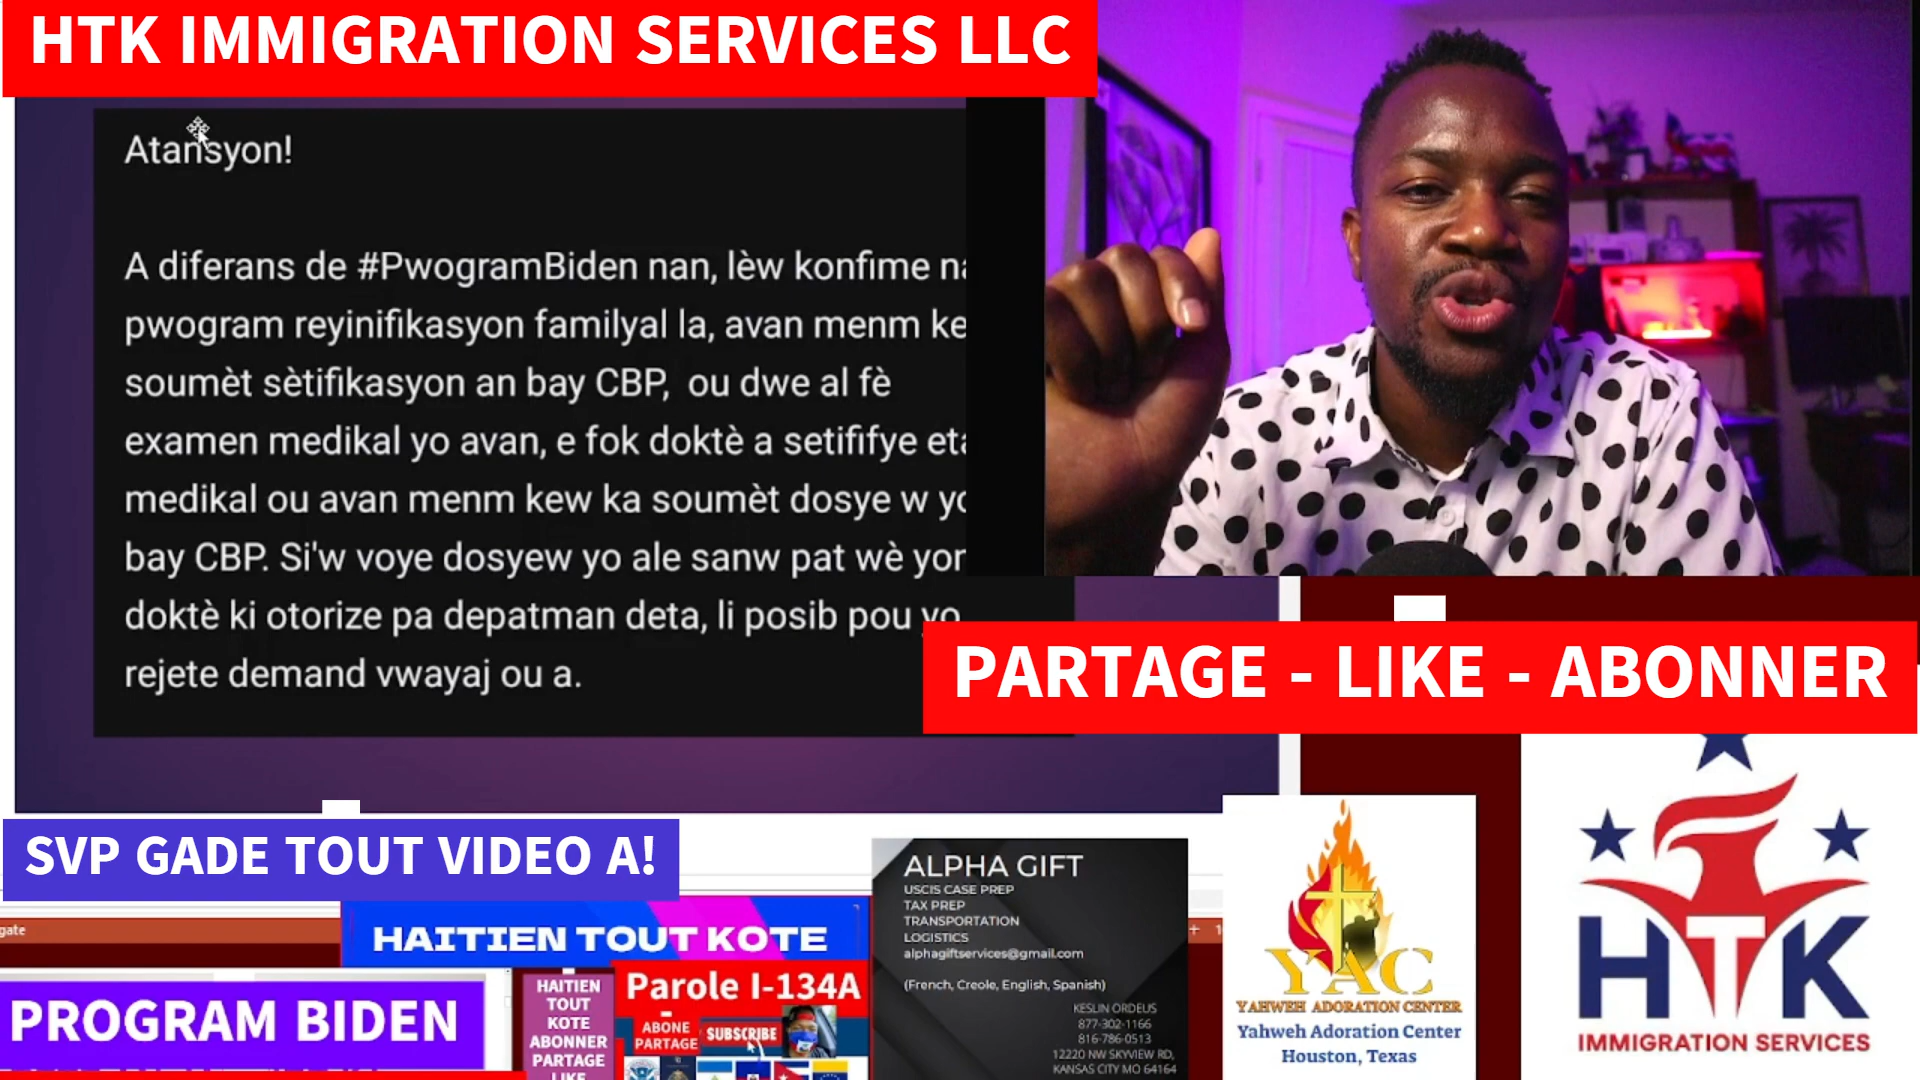 HTK IMMIGRATION SERVICES LLC
Atansyon!
A diferans de #PwogramBiden nan, lèw konfime
pwogram reyinifikasyon familyal la, avan menm
soumèt sètifikasyon an bay CBP, ou dwe al fè
examen medikal yo avan, e fok doktè a setififye
medikal ou avan menm kew ka soumèt dosye w
bay CBP. Si'w voye dosyew yo ale sanw pat wè
doktè ki otorize pa depatman deta, li posib pou yo
rejete demand vwayaj ou a.
PARTAGE - LIKE - ABONNER
SVP GADE TOUT VIDEO A!
HAITIEN TOUT KOTE
PROGRAM BIDEN
HAITIEN
TOUT
KOTE
ABONNER
PARTAGE
LIKE
Parole I-134A
ABONE
PARTAGE
SUBSCRIBE
ALPHA GIFT
USCIS CASE PREP
TAX PREP
TRANSPORTATION
LOGISTICS
alphagiftservices@gmail.com
(French, Creole, English, Spanish)
KESLIN ORDEUS
877-302-1166
816-786-0513
12220 NW SKYVIEW RD,
KANSAS CITY MO 64164
YAC
YAHWEH ADORATION CENTER
Yahweh Adoration Center
Houston, Texas
HTK
IMMIGRATION SERVICES